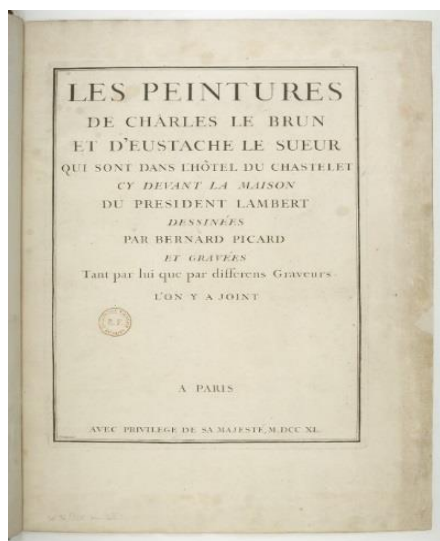 LES PEINTURES
DE CHARLES LE BRUN
ET D'EUSTACHE LE SUEUR
QUI SONT DANS L'HÔTEL DU CHASTELET
CY DEVANT LA MAISON
DU PRESIDENT LAMBERT
DESSINÉES
PAR BERNARD PICARD
ET GRAVÉES
Tant par lui que par differens Graveurs
L'ON Y A JOINT
A PARIS
AVEC PRIVILEGE DE SA MAJESTÉ, M.DCC XL.